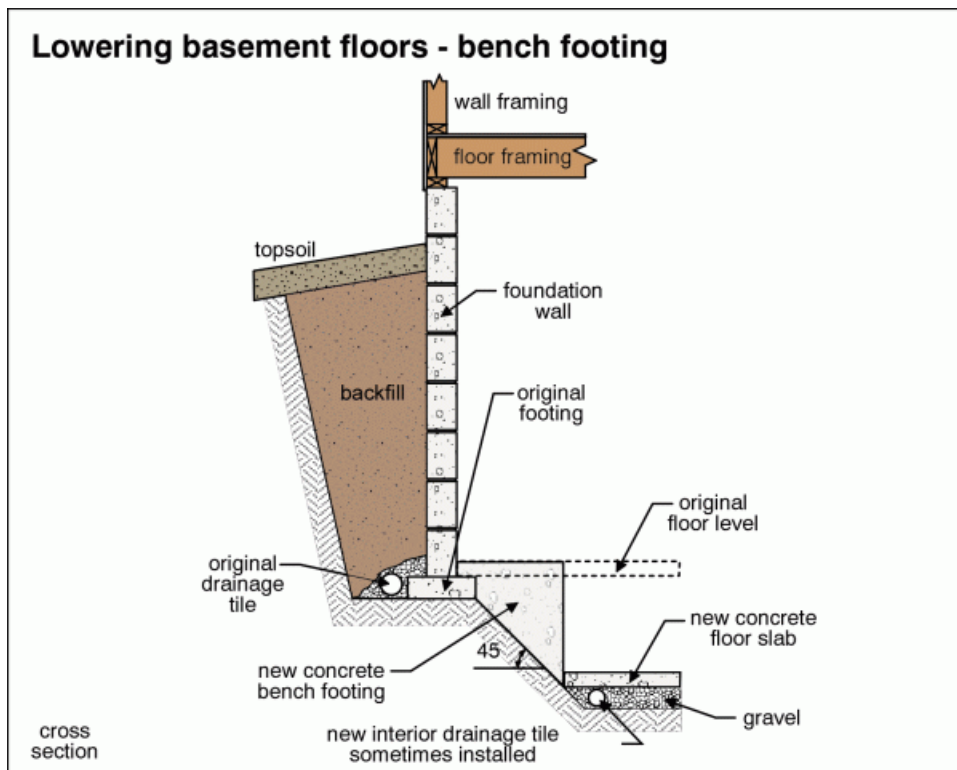 Lowering basement floors - bench footing
wall framing
floor framing
topsoil
foundation
wall
backfill
original
footing
original
floor level
original
drainage
tile
new concrete
floor slab
45
new concrete
bench footing
gravel
new interior drainage tile
sometimes installed
cross
section